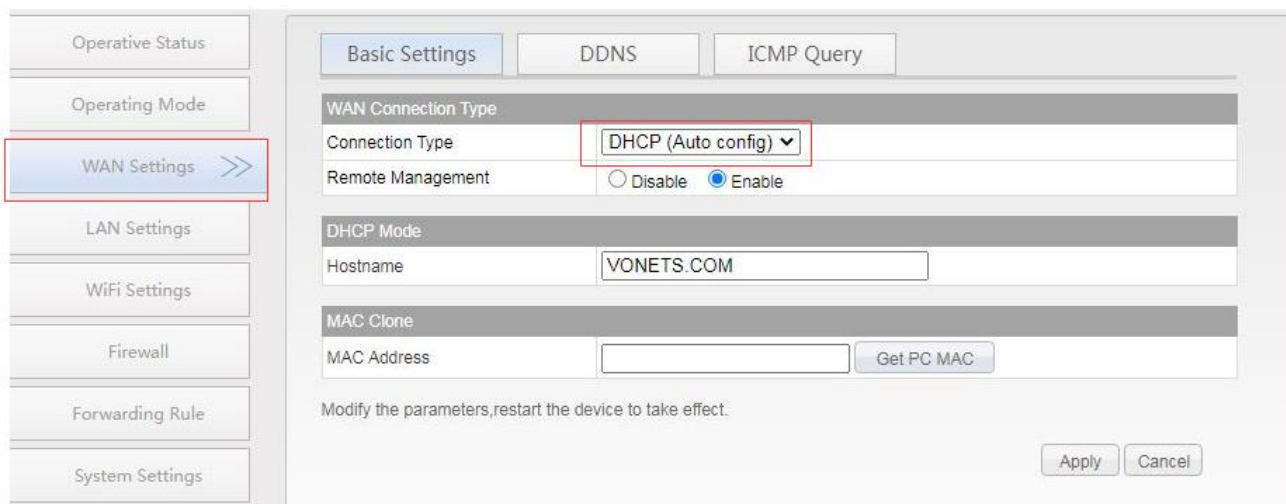 Operative Status
Operating Mode
WAN Settings >>
LAN Settings
WiFi Settings
Firewall
Forwarding Rule
System Settings
Basic Settings
DDNS
ICMP Query
WAN Connection Type
Connection Type DHCP (Auto config)
Remote Management Disable Enable
DHCP Mode
Hostname VONETS.COM
MAC Clone
MAC Address Get PC MAC
Modify the parameters,restart the device to take effect.
Apply Cancel